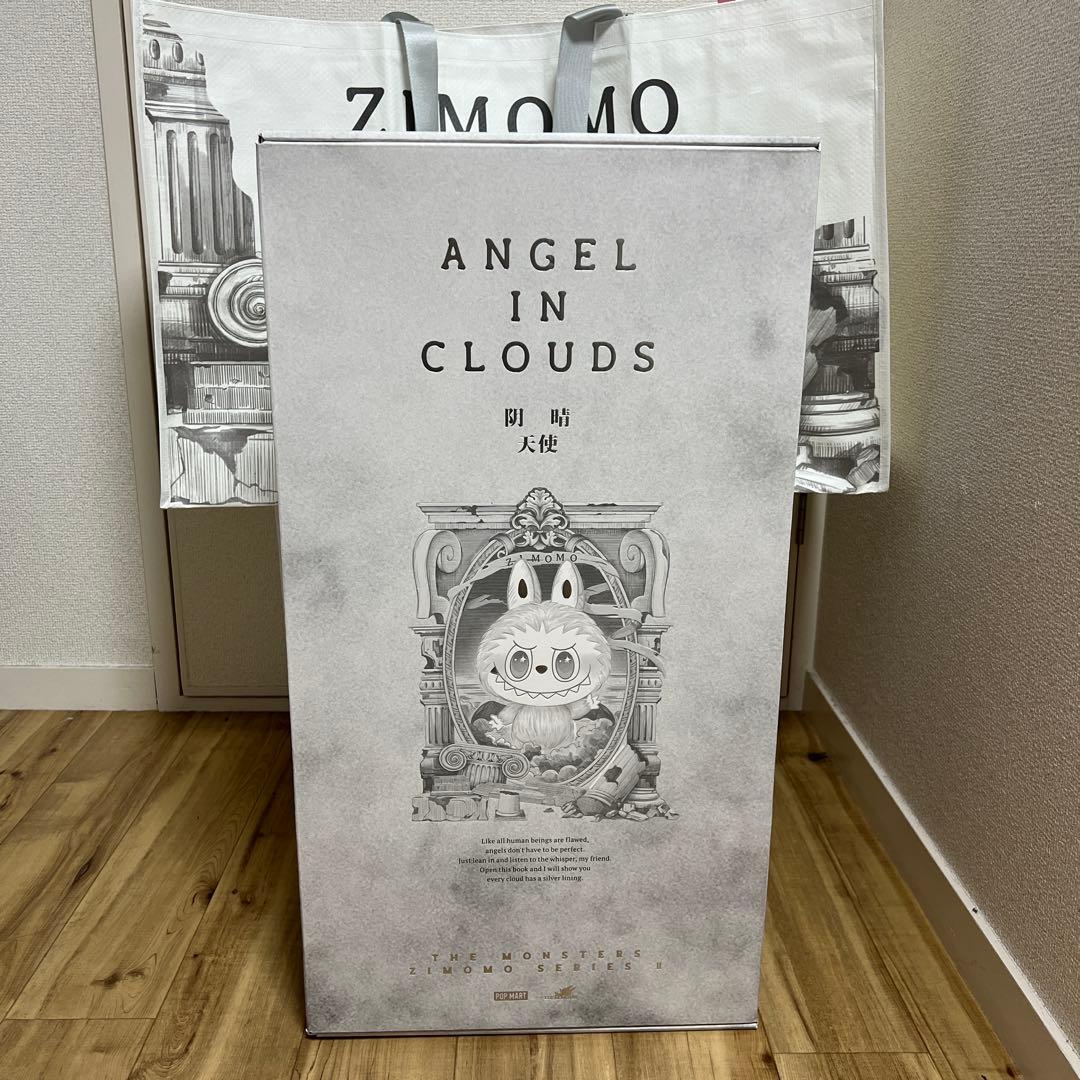 ZIMOMO
ANGEL
IN
CLOUDS
阴 晴
天使
ZIMOMO
Like all human beings are flawed,
angels don't have to be perfect.
Just lean in and listen to the whisper, my friend.
Open this book and I will show you
every cloud has a silver lining.
THE MONSTERS
ZIMOMO SERIES II
POP MART